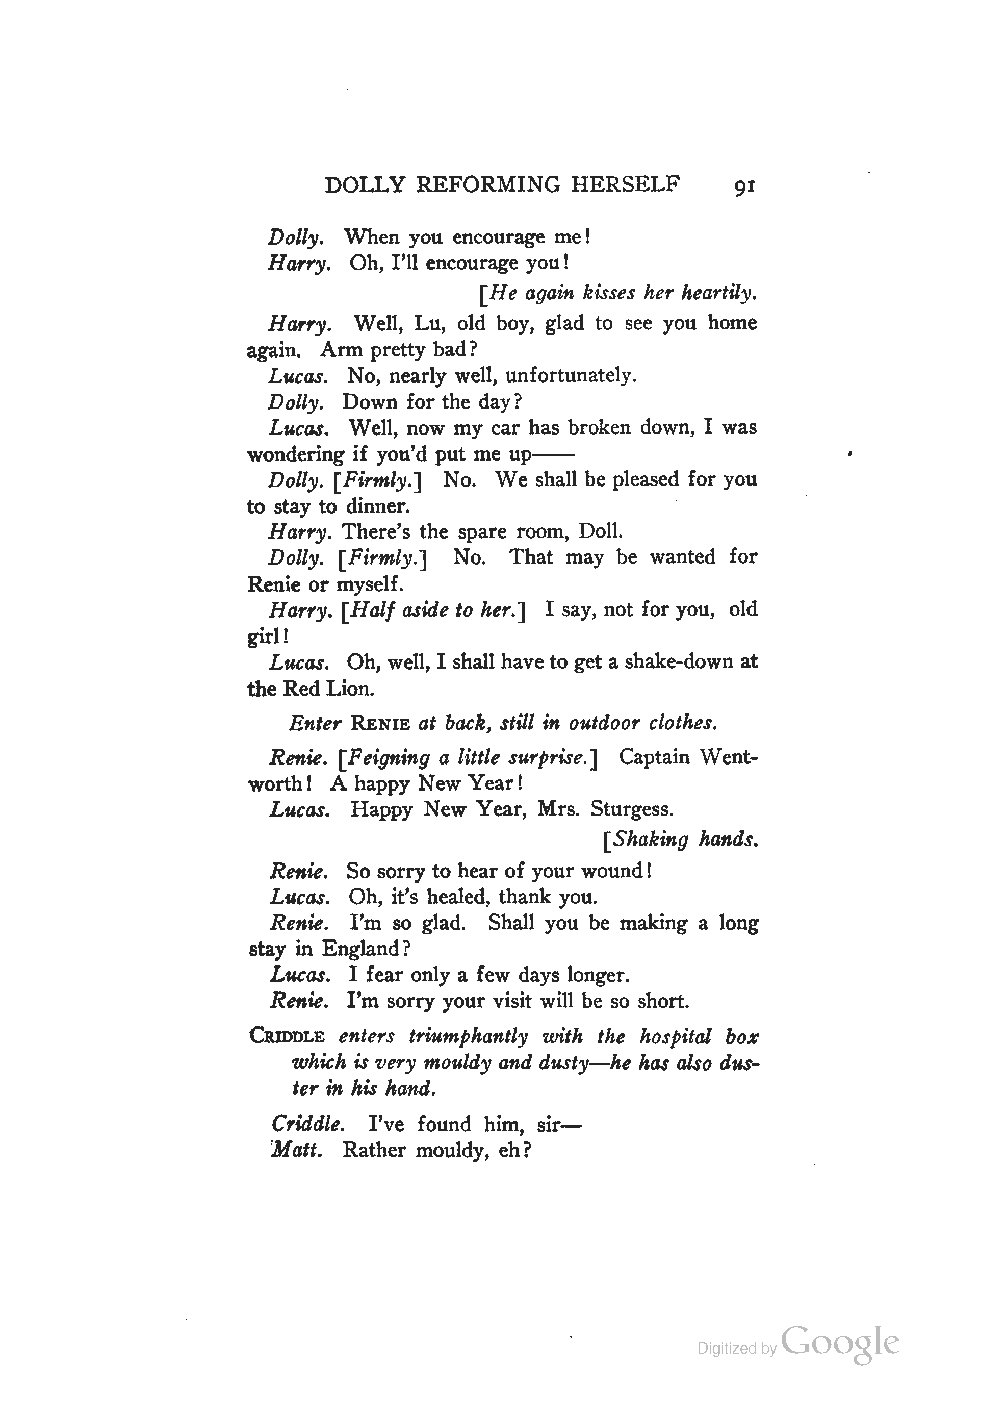 DOLLY REFORMING HERSELF 91
Dolly. When you encourage me!
Harry. Oh, I'll encourage you!
[He again kisses her heartily.
Harry. Well, Lu, old boy, glad to see you home
again. Arm pretty bad?
Lucas. No, nearly well, unfortunately.
Dolly. Down for the day?
Lucas. Well, now my car has broken down, I was
wondering if you'd put me up——
Dolly. [Firmly.] No. We shall be pleased for you
to stay to dinner.
Harry. There's the spare room, Doll.
Dolly. [Firmly.] No. That may be wanted for
Renie or myself.
Harry. [Half aside to her.] I say, not for you, old
girl!
Lucas. Oh, well, I shall have to get a shake-down at
the Red Lion.
Enter RENIE at back, still in outdoor clothes.
Renie. [Feigning a little surprise.] Captain Went-
worth! A happy New Year!
Lucas. Happy New Year, Mrs. Sturgess.
[Shaking hands.
Renie. So sorry to hear of your wound!
Lucas. Oh, it's healed, thank you.
Renie. I'm so glad. Shall you be making a long
stay in England?
Lucas. I fear only a few days longer.
Renie. I'm sorry your visit will be so short.
CRIDDLE enters triumphantly with the hospital box
which is very mouldy and dusty—he has also dus-
ter in his hand.
Criddle. I've found him, sir—
Matt. Rather mouldy, eh?
Digitized by Google